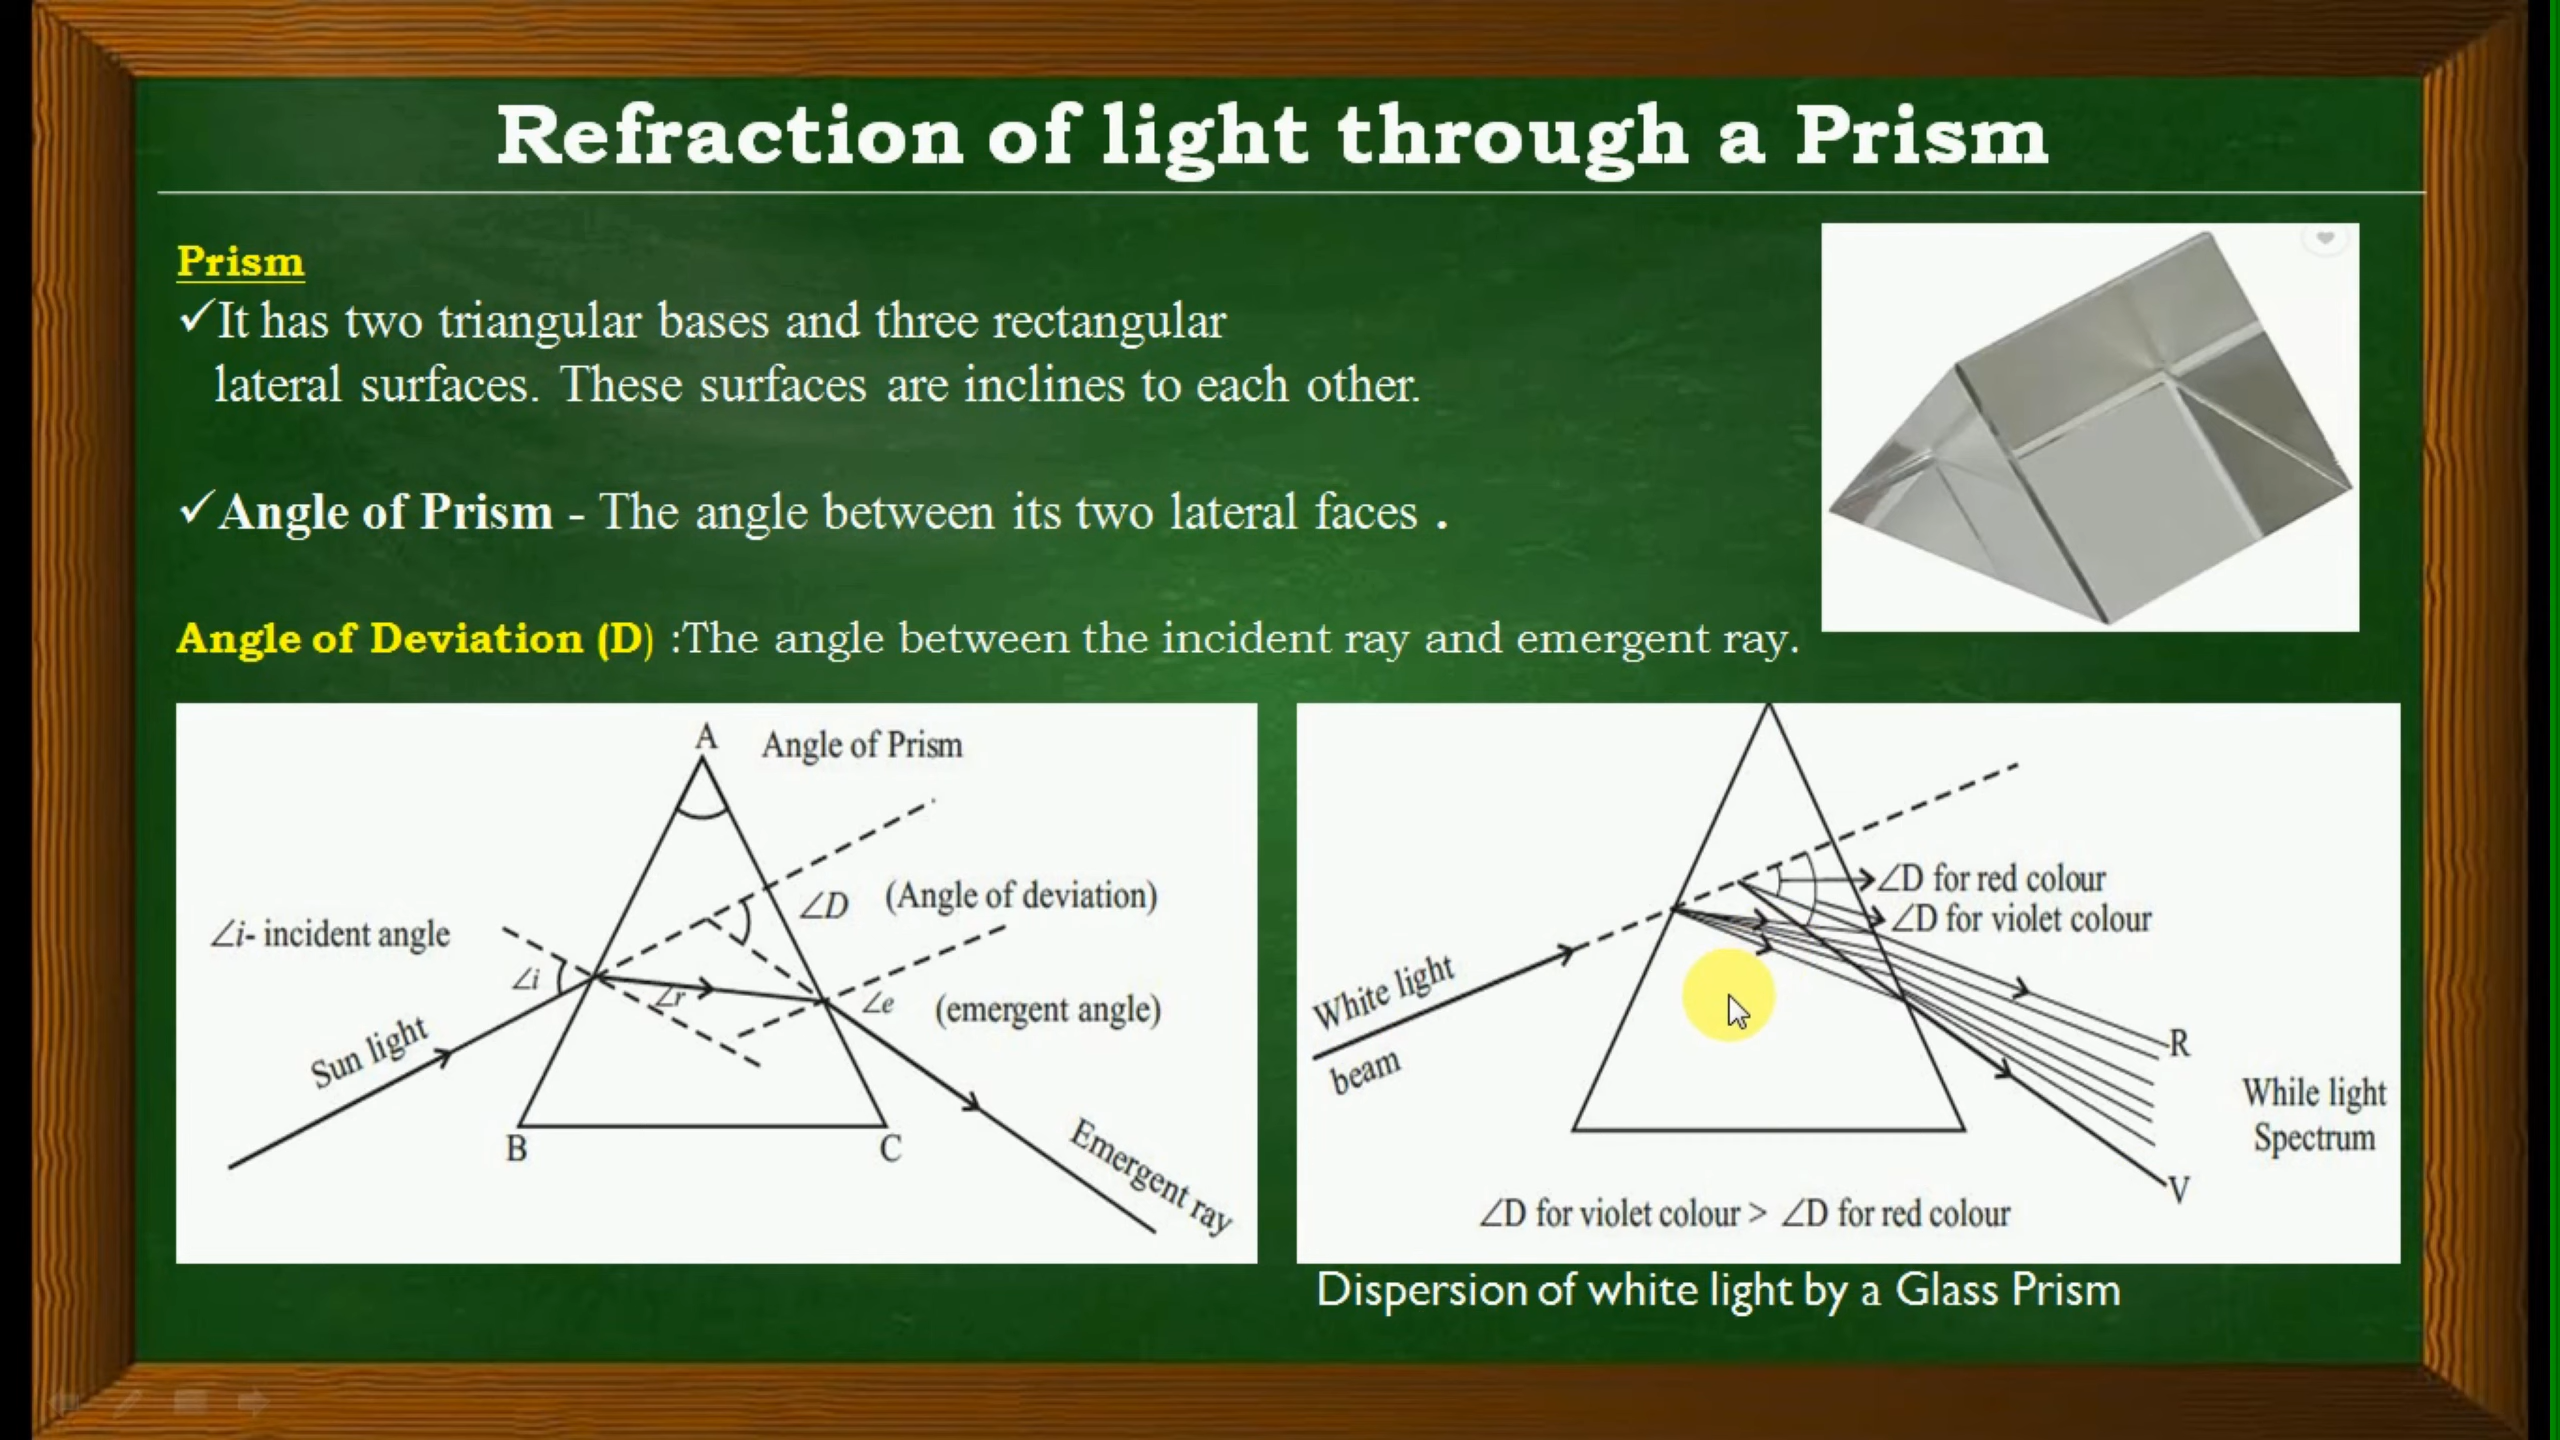 Refraction of light through a Prism
Prism
✓It has two triangular bases and three rectangular
lateral surfaces. These surfaces are inclines to each other.
✓Angle of Prism - The angle between its two lateral faces .
Angle of Deviation (D) :The angle between the incident ray and emergent ray.
A
Angle of Prism
∠D (Angle of deviation)
∠i- incident angle
∠i
∠r
∠e (emergent angle)
Sun light
B
C
Emergent ray
∠D for red colour
∠D for violet colour
White light
beam
R
While light
Spectrum
V
∠D for violet colour > ∠D for red colour
Dispersion of white light by a Glass Prism